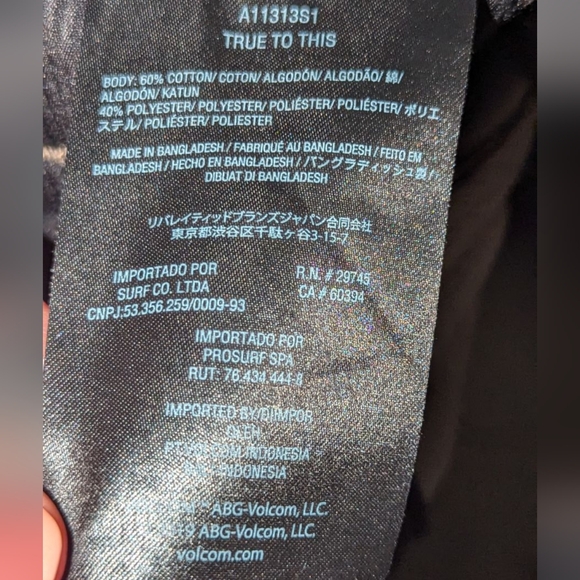 A11313S1
TRUE TO THIS
BODY: 60% COTTON/ COTON/ ALGODÓN/ ALGODÃO/ 綿/
ALGODÓN/ KATUN
40% POLYESTER/ POLYESTER/ POLIÉSTER/ POLIÉSTER/ ポリエ
ステル/ POLIÉSTER/ POLIESTER
MADE IN BANGLADESH / FABRIQUÉ AU BANGLADESH / FEITO EM
BANGLADESH / HECHO EN BANGLADESH / バングラディッシュ製 /
DIBUAT DI BANGLADESH
リバレイティッドブランズジャパン合同会社
東京都渋谷区千駄ヶ谷3-15-7
IMPORTADO POR
SURF CO. LTDA
CNPJ;53.356.259/0009-93
R.N. # 29745
CA # 60394
IMPORTADO POR
PROSURF SPA
RUT: 76.434.444-8
IMPORTED BY/DIIMPOR
OLEH
PT VOLCOM INDONESIA
INDONESIA
ABG-Volcom, LLC.
ABG-Volcom, LLC.
volcom.com